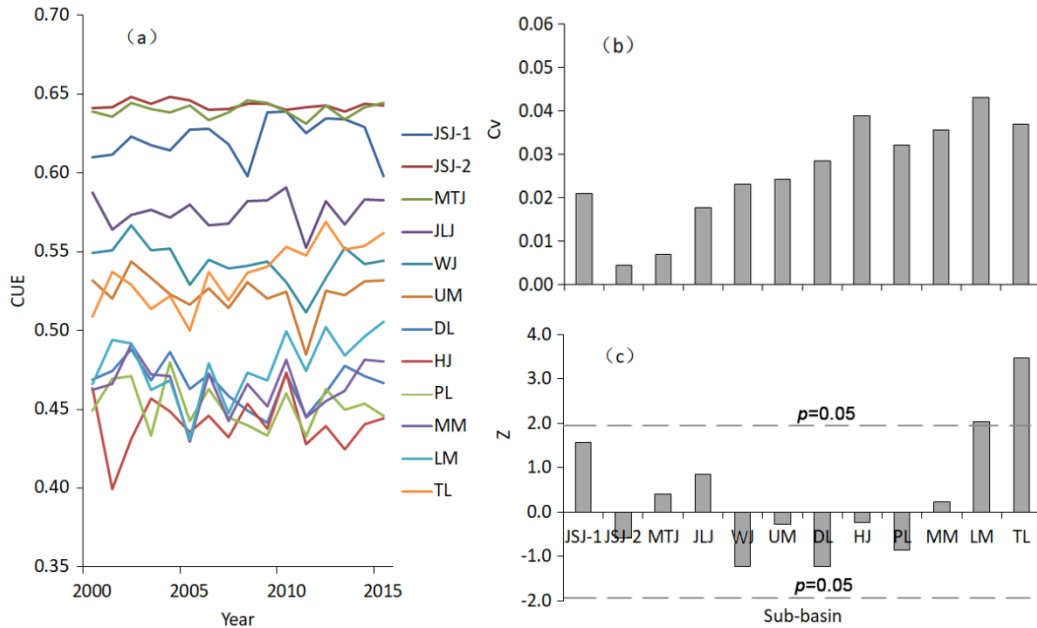 (a)
0.70
0.65
0.60
0.55
0.50
0.45
0.40
0.35
CUE
2000
2005
2010
2015
Year
JSJ-1
JSJ-2
MTJ
JLJ
WJ
UM
DL
HJ
PL
MM
LM
TL
(b)
0.06
0.05
0.04
0.03
0.02
0.01
0.00
Cv
(c)
4.0
3.0
2.0
1.0
0.0
-1.0
-2.0
Z
p=0.05
JSJ-1 JSJ-2 MTJ JLJ WJ UM DL HJ PL MM LM TL
p=0.05
Sub-basin